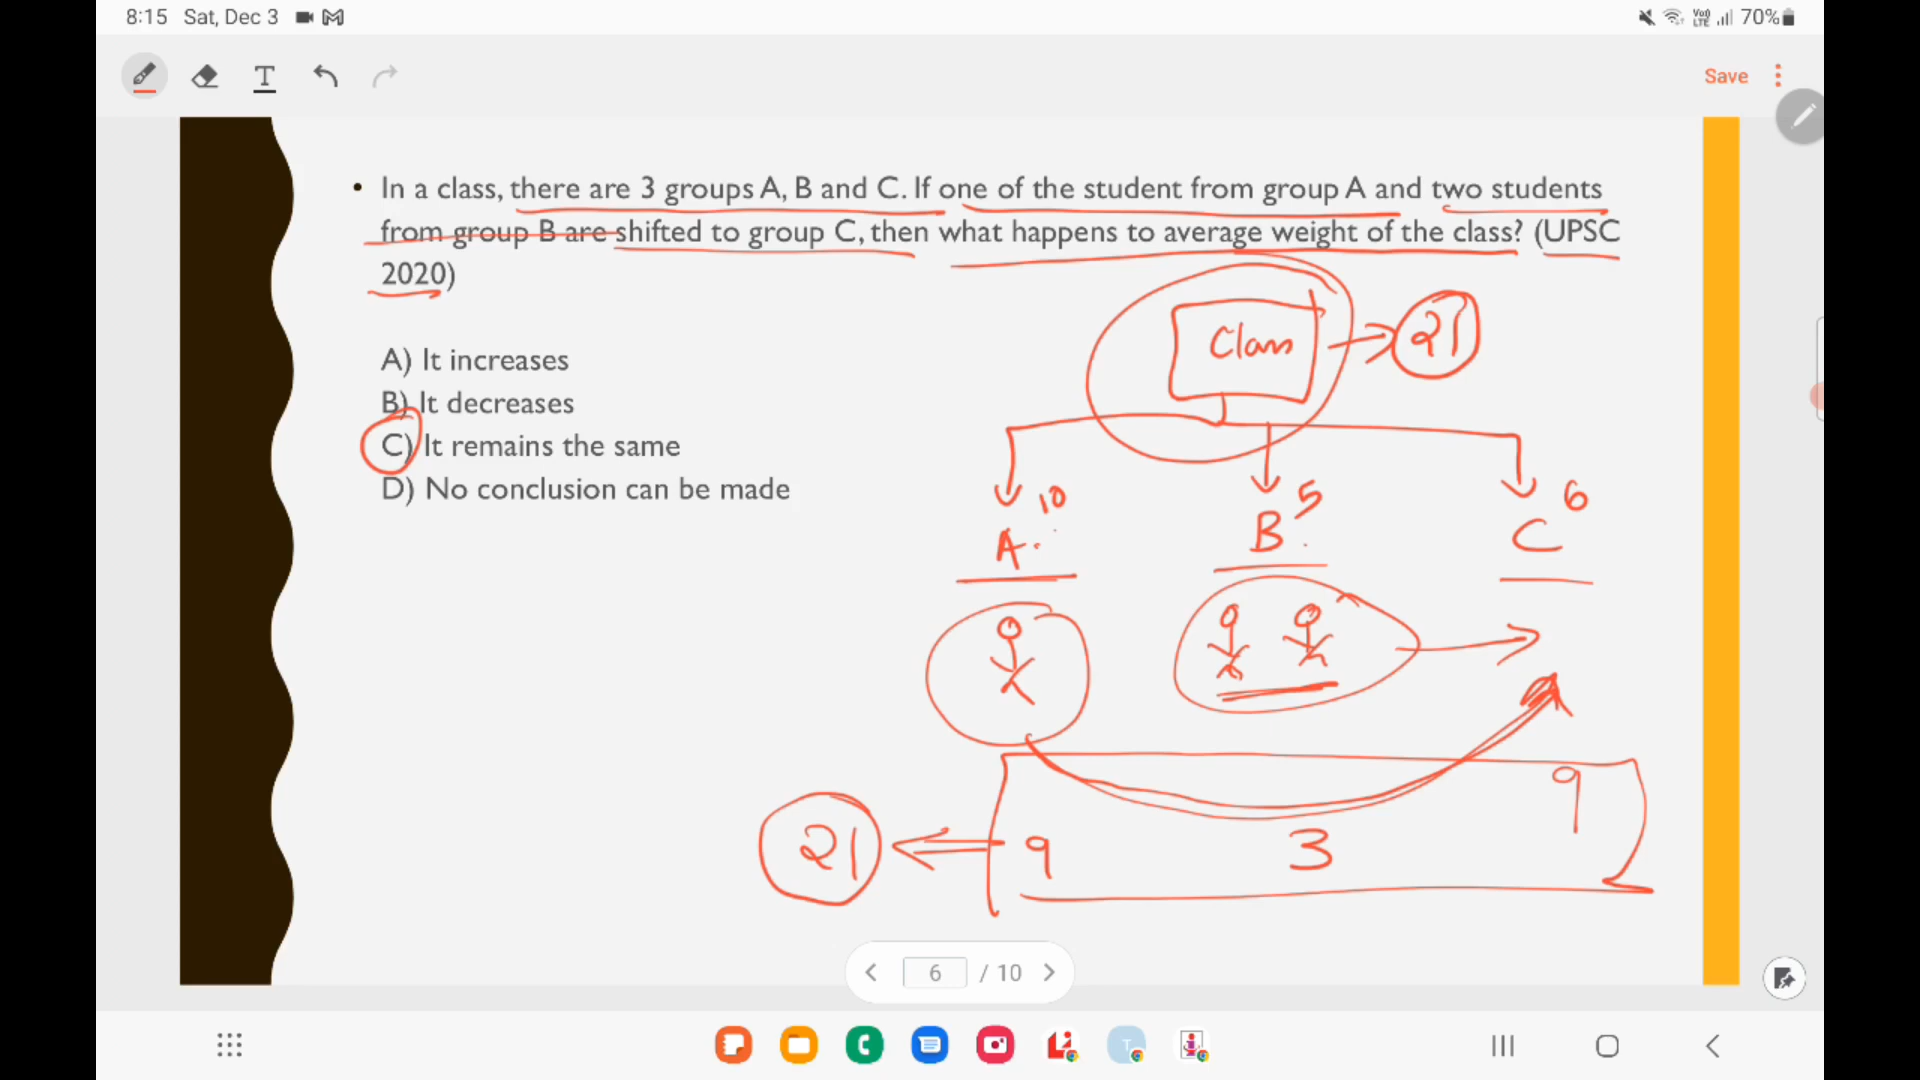 8:15 Sat, Dec 3
Vo)) LTE 70%
T
Save
• In a class, there are 3 groups A, B and C. If one of the student from group A and two students
from group B are shifted to group C, then what happens to average weight of the class? (UPSC
2020)
A) It increases
B) It decreases
C) It remains the same
D) No conclusion can be made
Class
21
10
5
6
A
B
C
9
3
9
21
6 / 10
T